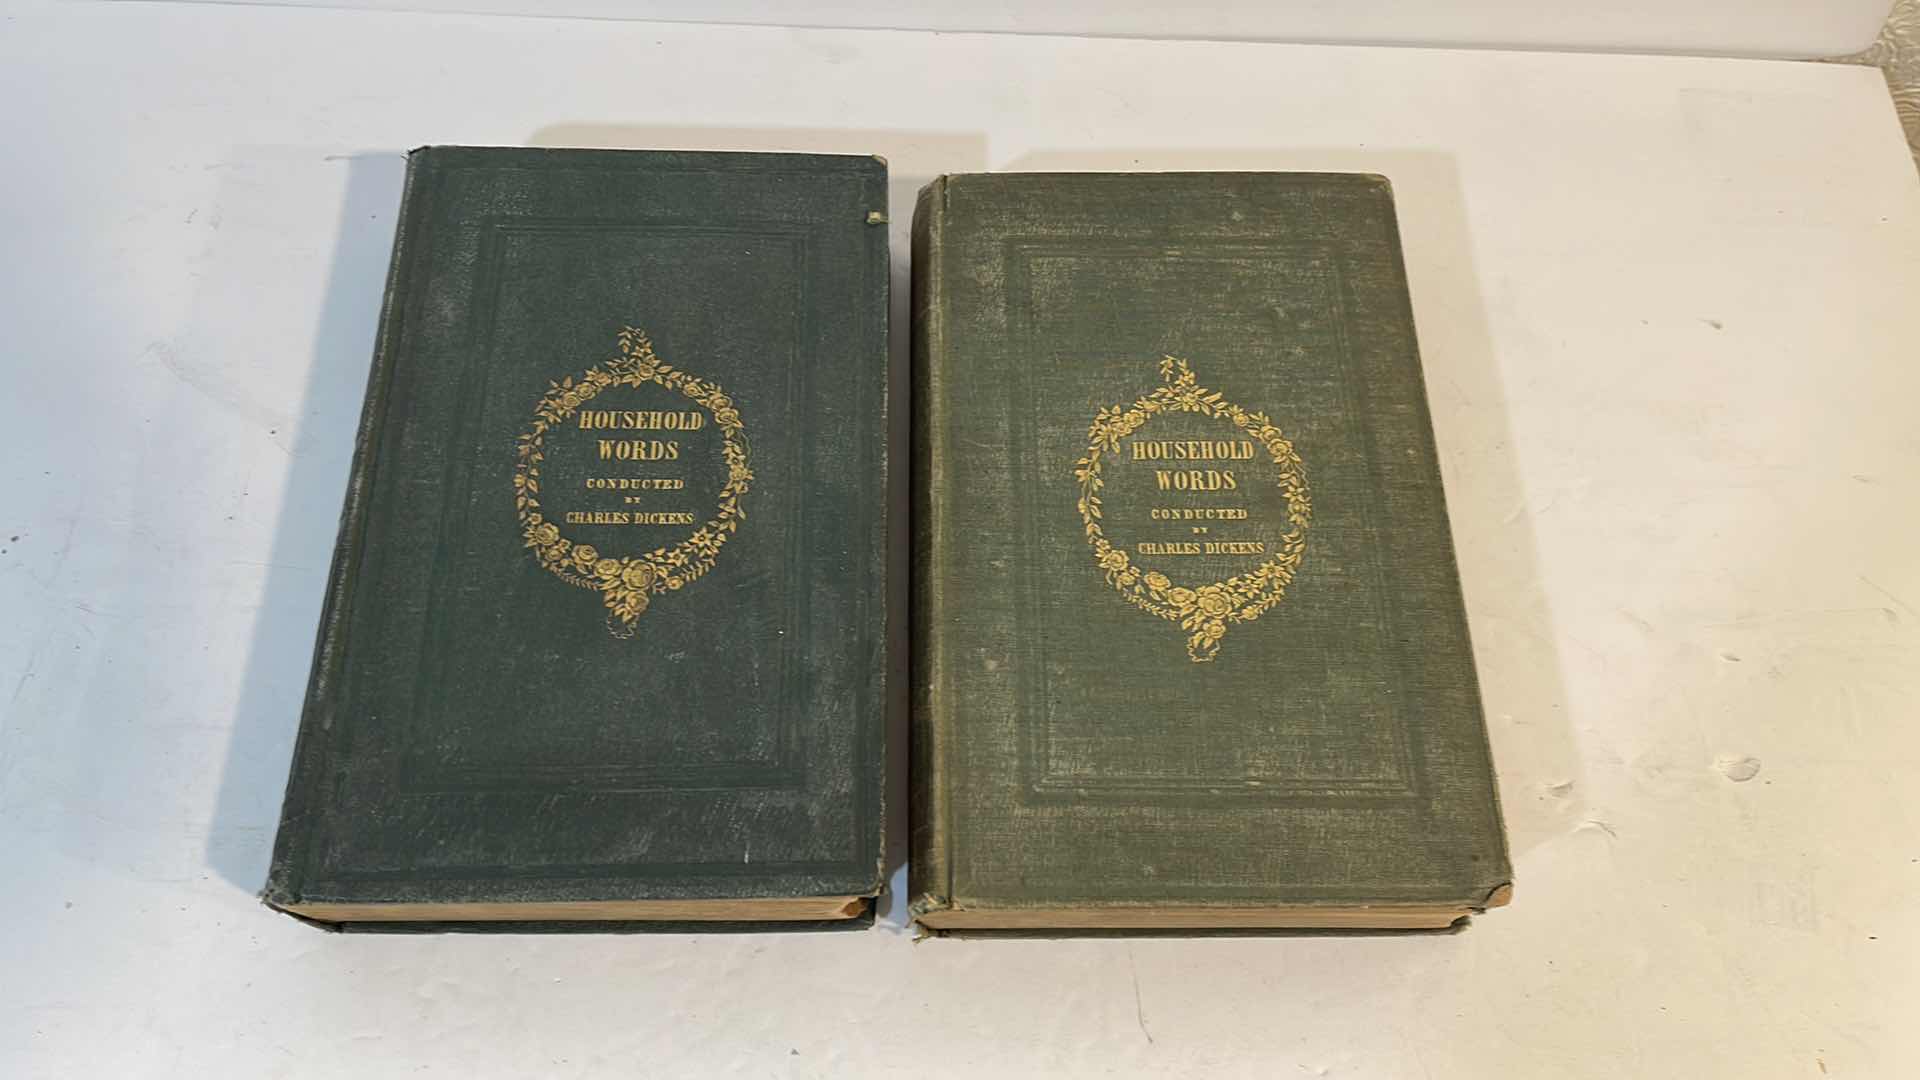 HOUSEHOLD
WORDS
CONDUCTED
BY
CHARLES DICKENS
HOUSEHOLD
WORDS
CONDUCTED
BY
CHARLES DICKENS